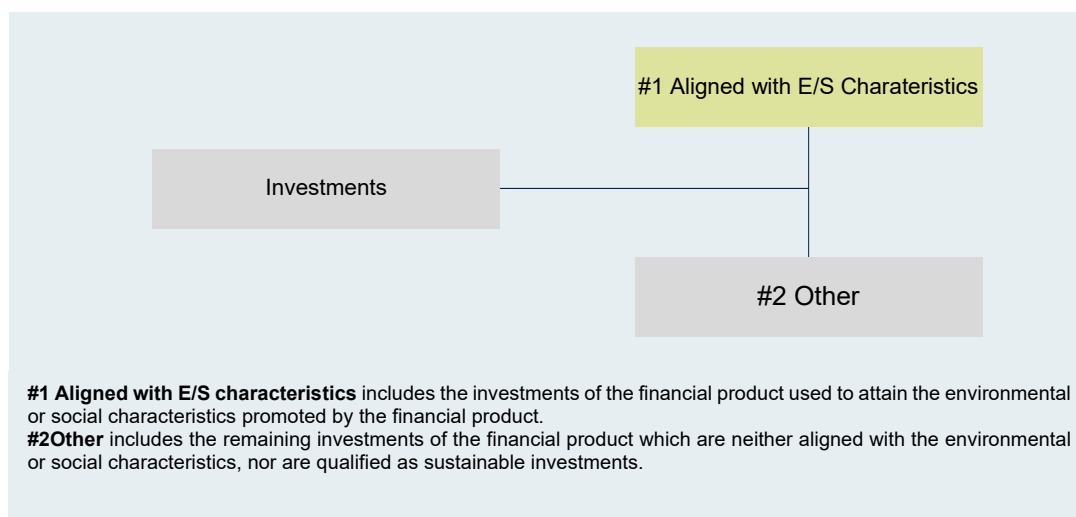 #1 Aligned with E/S Charateristics
Investments
#2 Other
#1 Aligned with E/S characteristics includes the investments of the financial product used to attain the environmental
or social characteristics promoted by the financial product.
#2Other includes the remaining investments of the financial product which are neither aligned with the environmental
or social characteristics, nor are qualified as sustainable investments.